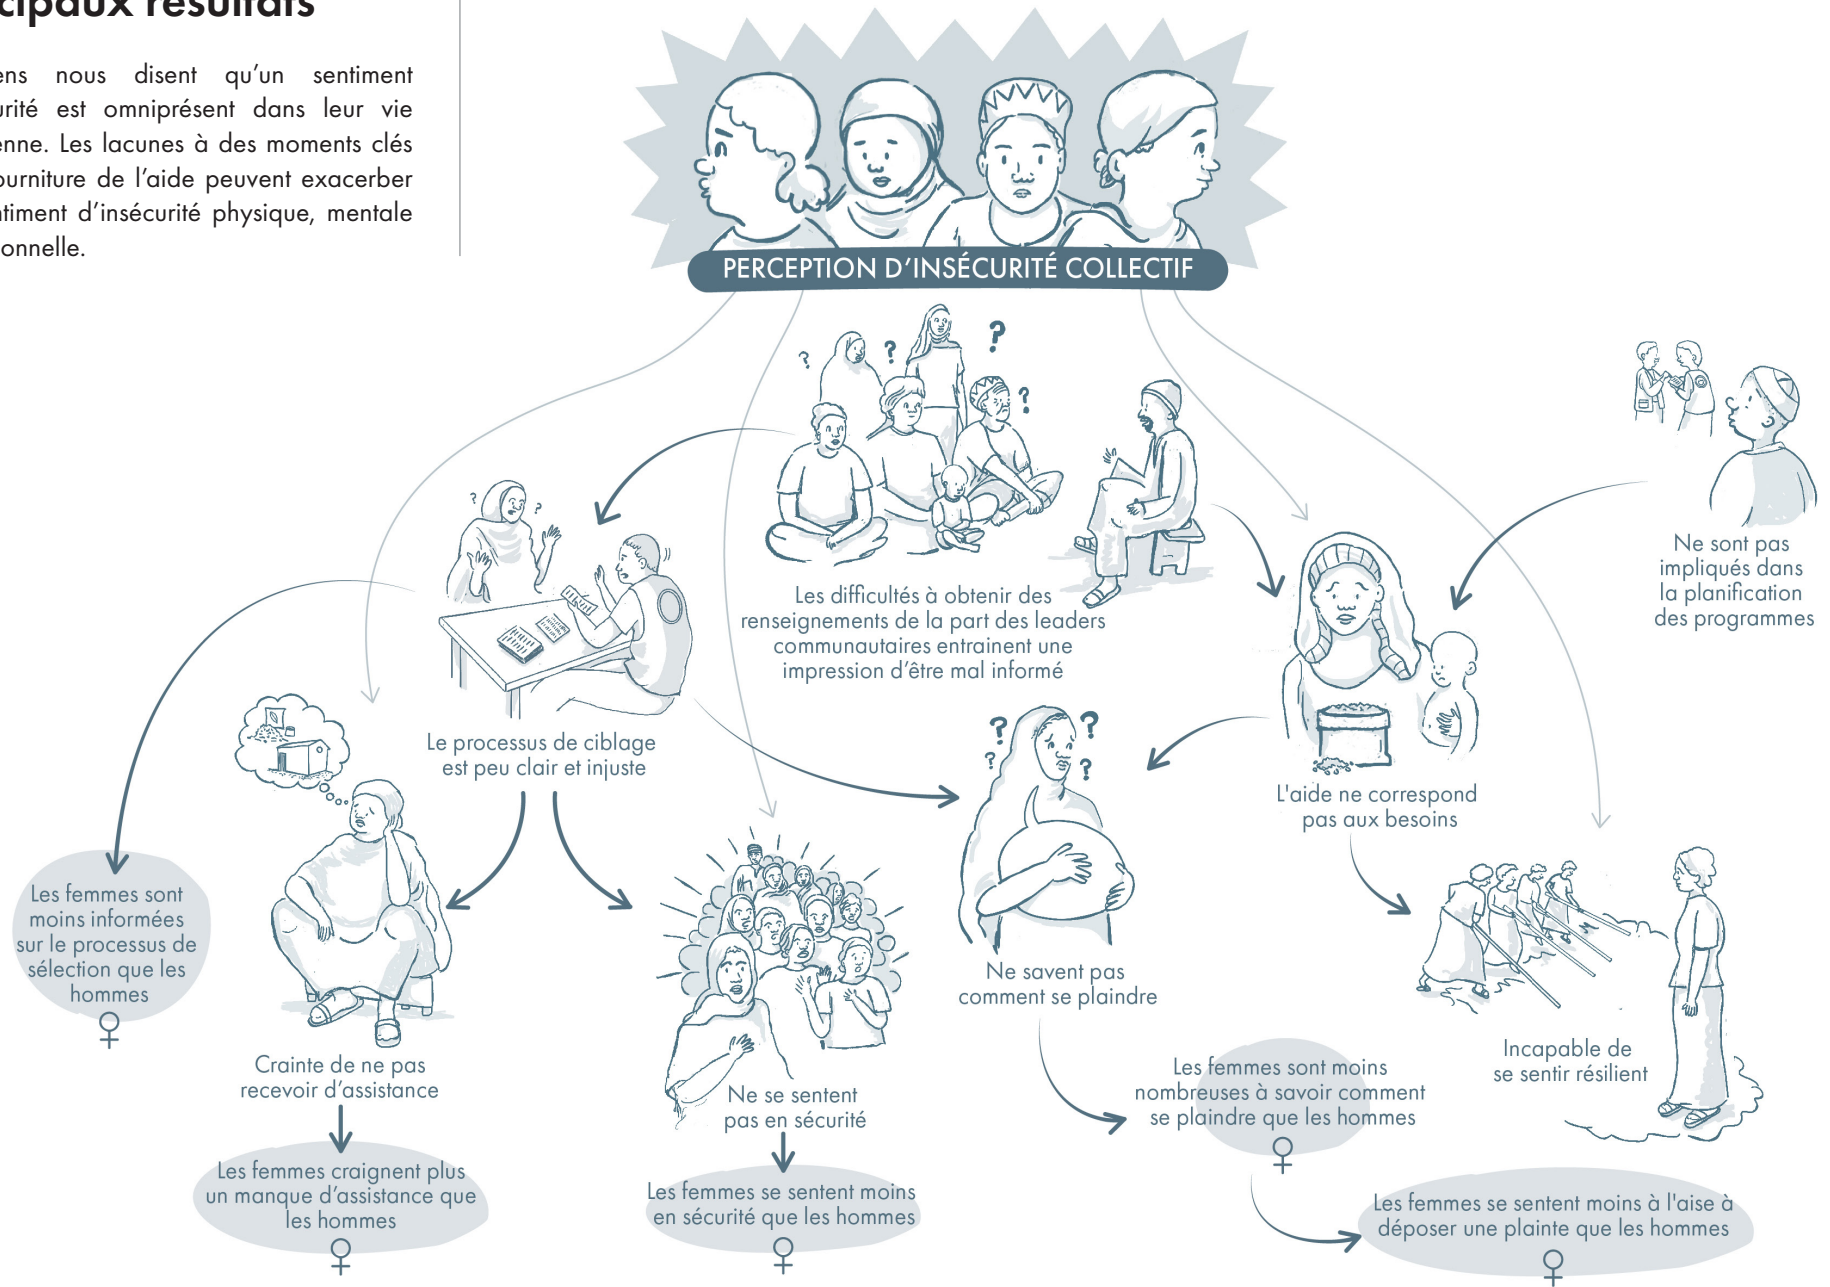 cipaux résultats
ens nous disent qu’un sentiment
urité est omniprésent dans leur vie
enne. Les lacunes à des moments clés
ourniture de l’aide peuvent exacerber
ntiment d’insécurité physique, mentale
onnelle.
PERCEPTION D’INSÉCURITÉ COLLECTIF
?
?
?
?
Les difficultés à obtenir des
renseignements de la part des leaders
communautaires entrainent une
impression d’être mal informé
Ne sont pas
impliqués dans
la planification
des programmes
?
?
Le processus de ciblage
est peu clair et injuste
?
?
?
?
L'aide ne correspond
pas aux besoins
Les femmes sont
moins informées
sur le processus de
sélection que les
hommes
Ne savent pas
comment se plaindre
Crainte de ne pas
recevoir d’assistance
Ne se sentent
pas en sécurité
Les femmes sont moins
nombreuses à savoir comment
se plaindre que les hommes
Incapable de
se sentir résilient
Les femmes craignent plus
un manque d’assistance que
les hommes
Les femmes se sentent moins
en sécurité que les hommes
Les femmes se sentent moins à l'aise à
déposer une plainte que les hommes